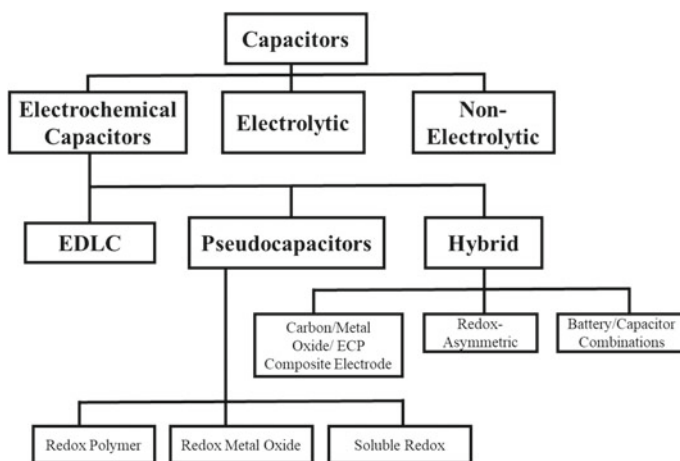 Capacitors
Electrochemical
Capacitors
Electrolytic
Non-
Electrolytic
EDLC
Pseudocapacitors
Hybrid
Carbon/Metal
Oxide/ ECP
Composite Electrode
Redox-
Asymmetric
Battery/Capacitor
Combinations
Redox Polymer
Redox Metal Oxide
Soluble Redox